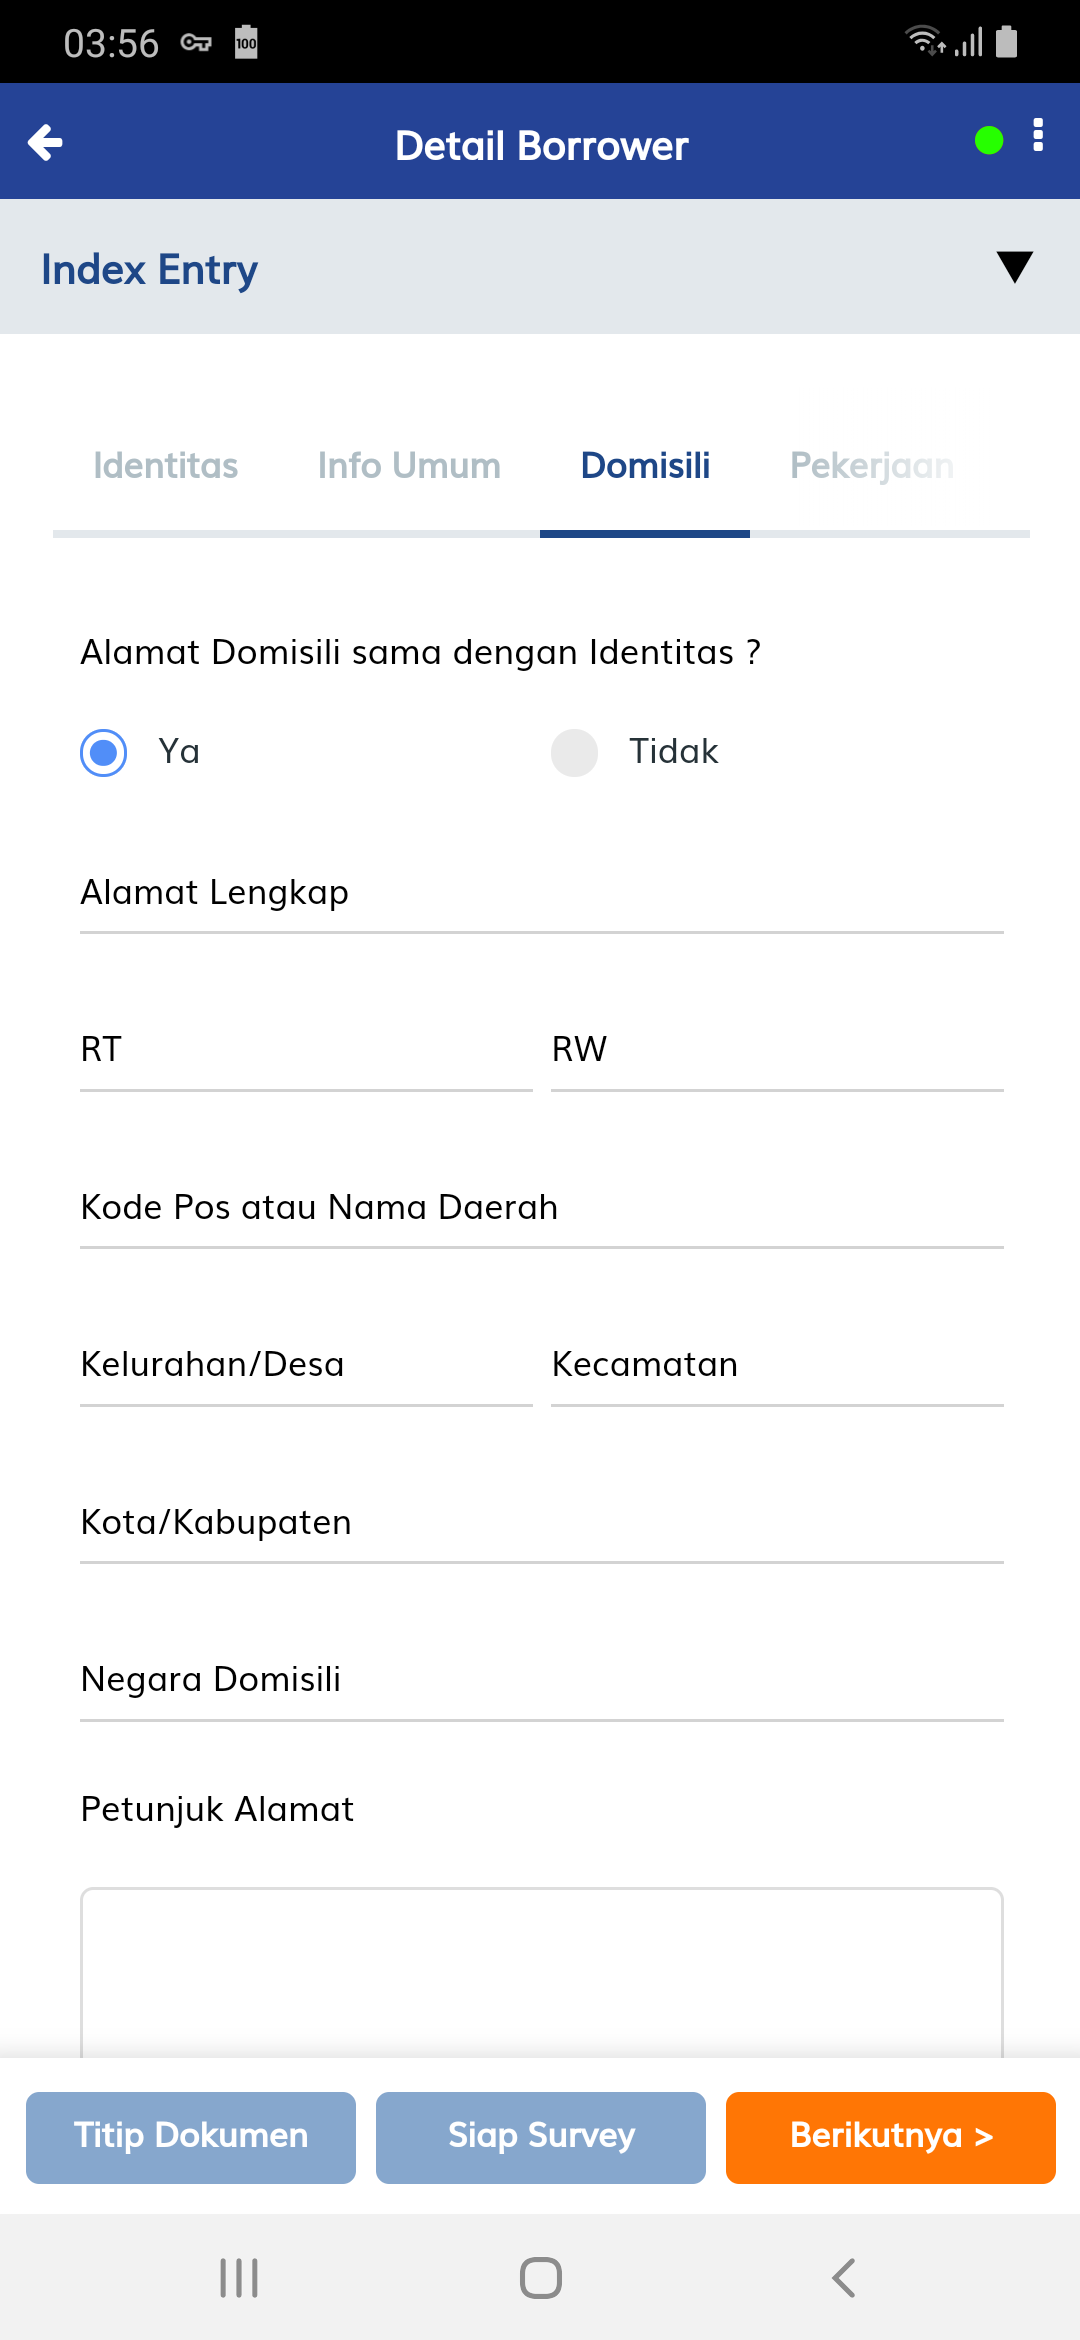 03:56
100
Detail Borrower
Index Entry
Identitas Info Umum Domisili Pekerjaan
Alamat Domisili sama dengan Identitas ?
Ya Tidak
Alamat Lengkap
RT RW
Kode Pos atau Nama Daerah
Kelurahan/Desa Kecamatan
Kota/Kabupaten
Negara Domisili
Petunjuk Alamat
Titip Dokumen Siap Survey Berikutnya >